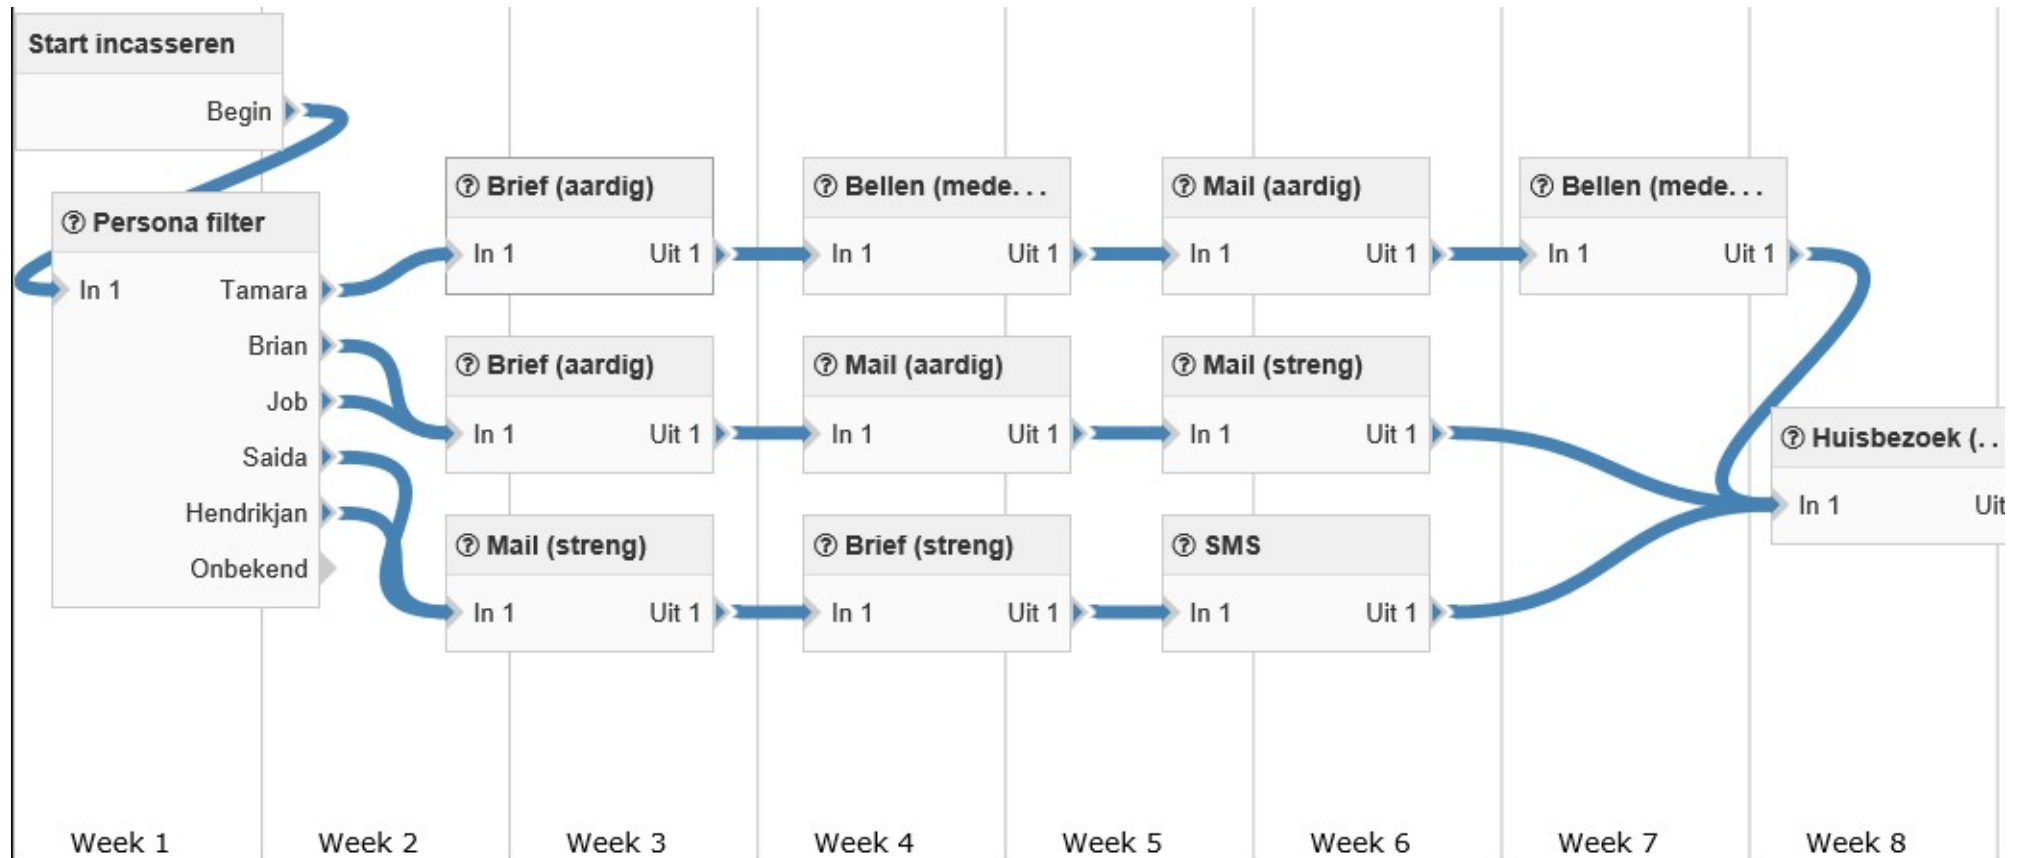 Start incasseren
Begin
Persona filter
In 1 Tamara
Brian
Job
Saida
Hendrikjan
Onbekend
Brief (aardig)
In 1 Uit 1
Bellen (mede...
In 1 Uit 1
Mail (aardig)
In 1 Uit 1
Bellen (mede...
In 1 Uit 1
Brief (aardig)
In 1 Uit 1
Mail (aardig)
In 1 Uit 1
Mail (streng)
In 1 Uit 1
Mail (streng)
In 1 Uit 1
Brief (streng)
In 1 Uit 1
SMS
In 1 Uit 1
Huisbezoek (..
In 1 Uit
Week 1 Week 2 Week 3 Week 4 Week 5 Week 6 Week 7 Week 8